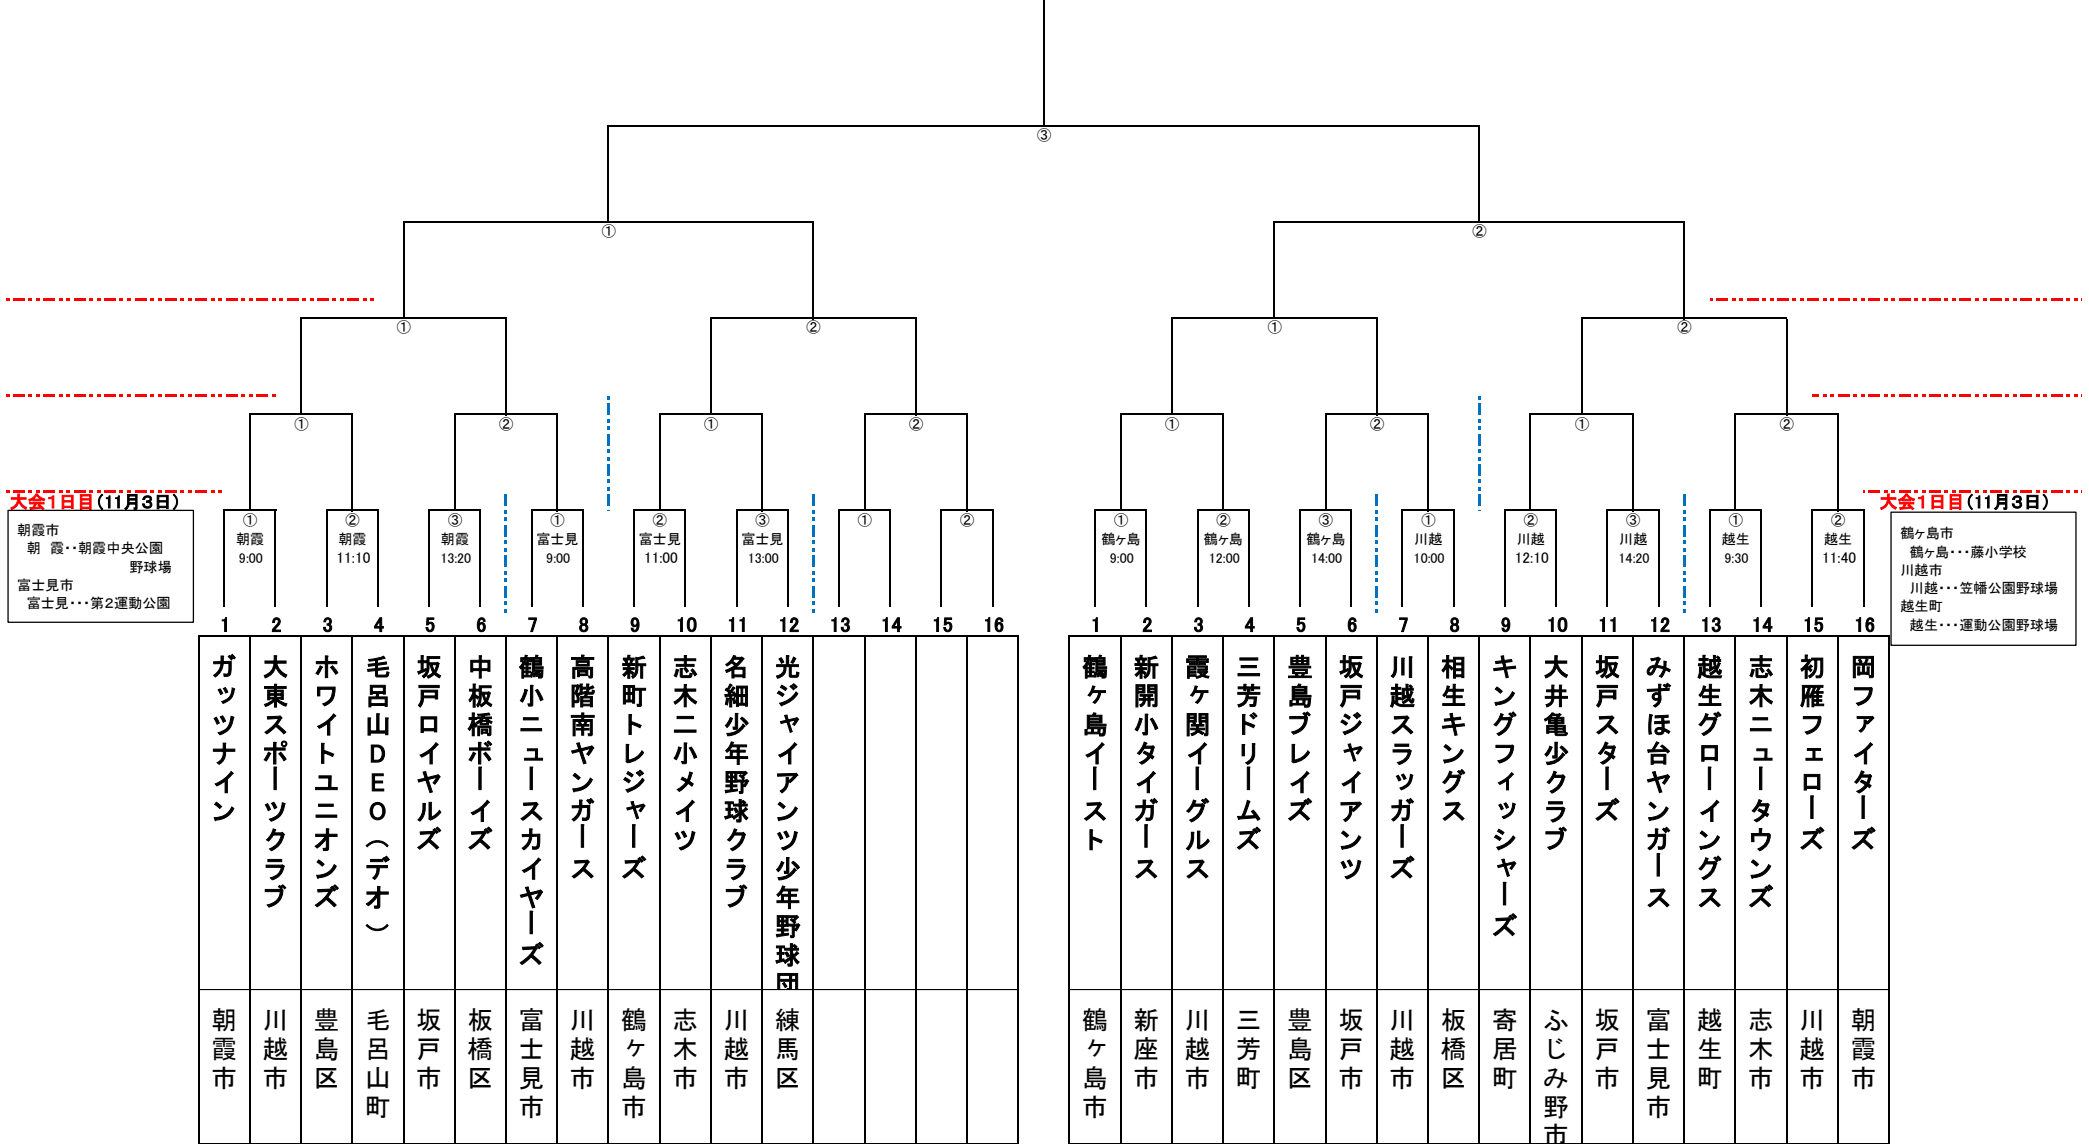 ③
①
②
①
②
①
②
①
②
①
②
①
②
①
②
大会1日目(11月3日)
朝霞市
朝　霞‥朝霞中央公園
野球場
富士見市
富士見･･･第2運動公園
① 朝霞 9:00
② 朝霞 11:10
③ 朝霞 13:20
① 富士見 9:00
② 富士見 11:00
③ 富士見 13:00
①
②
① 鶴ヶ島 9:00
② 鶴ヶ島 12:00
③ 鶴ヶ島 14:00
① 川越 10:00
② 川越 12:10
③ 川越 14:20
① 越生 9:30
② 越生 11:40
大会1日目(11月3日)
鶴ヶ島市
鶴ヶ島･･･藤小学校
川越市
川越･･･笠幡公園野球場
越生町
越生･･･運動公園野球場
1 ガッツナイン 朝霞市
2 大東スポーツクラブ 川越市
3 ホワイトユニオンズ 豊島区
4 毛呂山DEO(デオ) 毛呂山町
5 坂戸ロイヤルズ 坂戸市
6 中板橋ボーイズ 板橋区
7 鶴小ニュースカイヤーズ 富士見市
8 高階南ヤンガース 川越市
9 新町トレジャーズ 鶴ヶ島市
10 志木二小メイツ 志木市
11 名細少年野球クラブ 川越市
12 光ジャイアンツ少年野球団 練馬区
13
14
15
16
1 鶴ヶ島イースト 鶴ヶ島市
2 新開小タイガース 新座市
3 霞ヶ関イーグルス 川越市
4 三芳ドリームズ 三芳町
5 豊島ブレイズ 豊島区
6 坂戸ジャイアンツ 坂戸市
7 川越スラッガーズ 川越市
8 相生キングス 板橋区
9 キングフィッシャーズ 寄居町
10 大井亀少クラブ ふじみ野市
11 坂戸スターズ 坂戸市
12 みずほ台ヤンガース 富士見市
13 越生グローイングス 越生町
14 志木ニュータウンズ 志木市
15 初雁フェローズ 川越市
16 岡ファイターズ 朝霞市